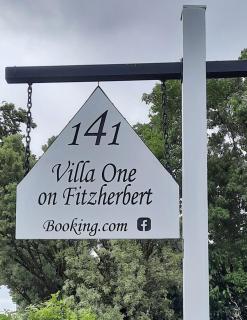 141
Villa One
on Fitzherbert
Booking.com f